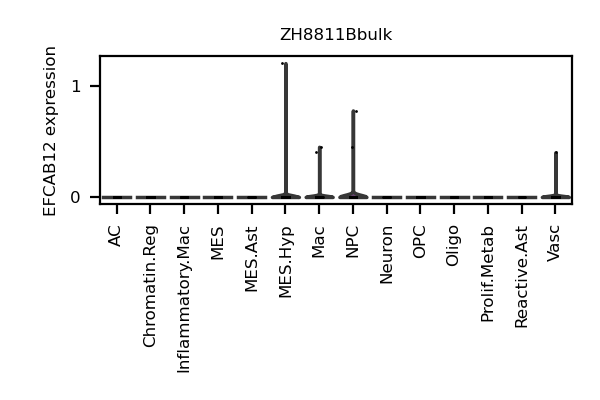 ZH8811Bbulk
EFCAB12 expression
1
0
AC
Chromatin.Reg
Inflammatory.Mac
MES
MES.Ast
MES.Hyp
Mac
NPC
Neuron
OPC
Oligo
Prolif.Metab
Reactive.Ast
Vasc